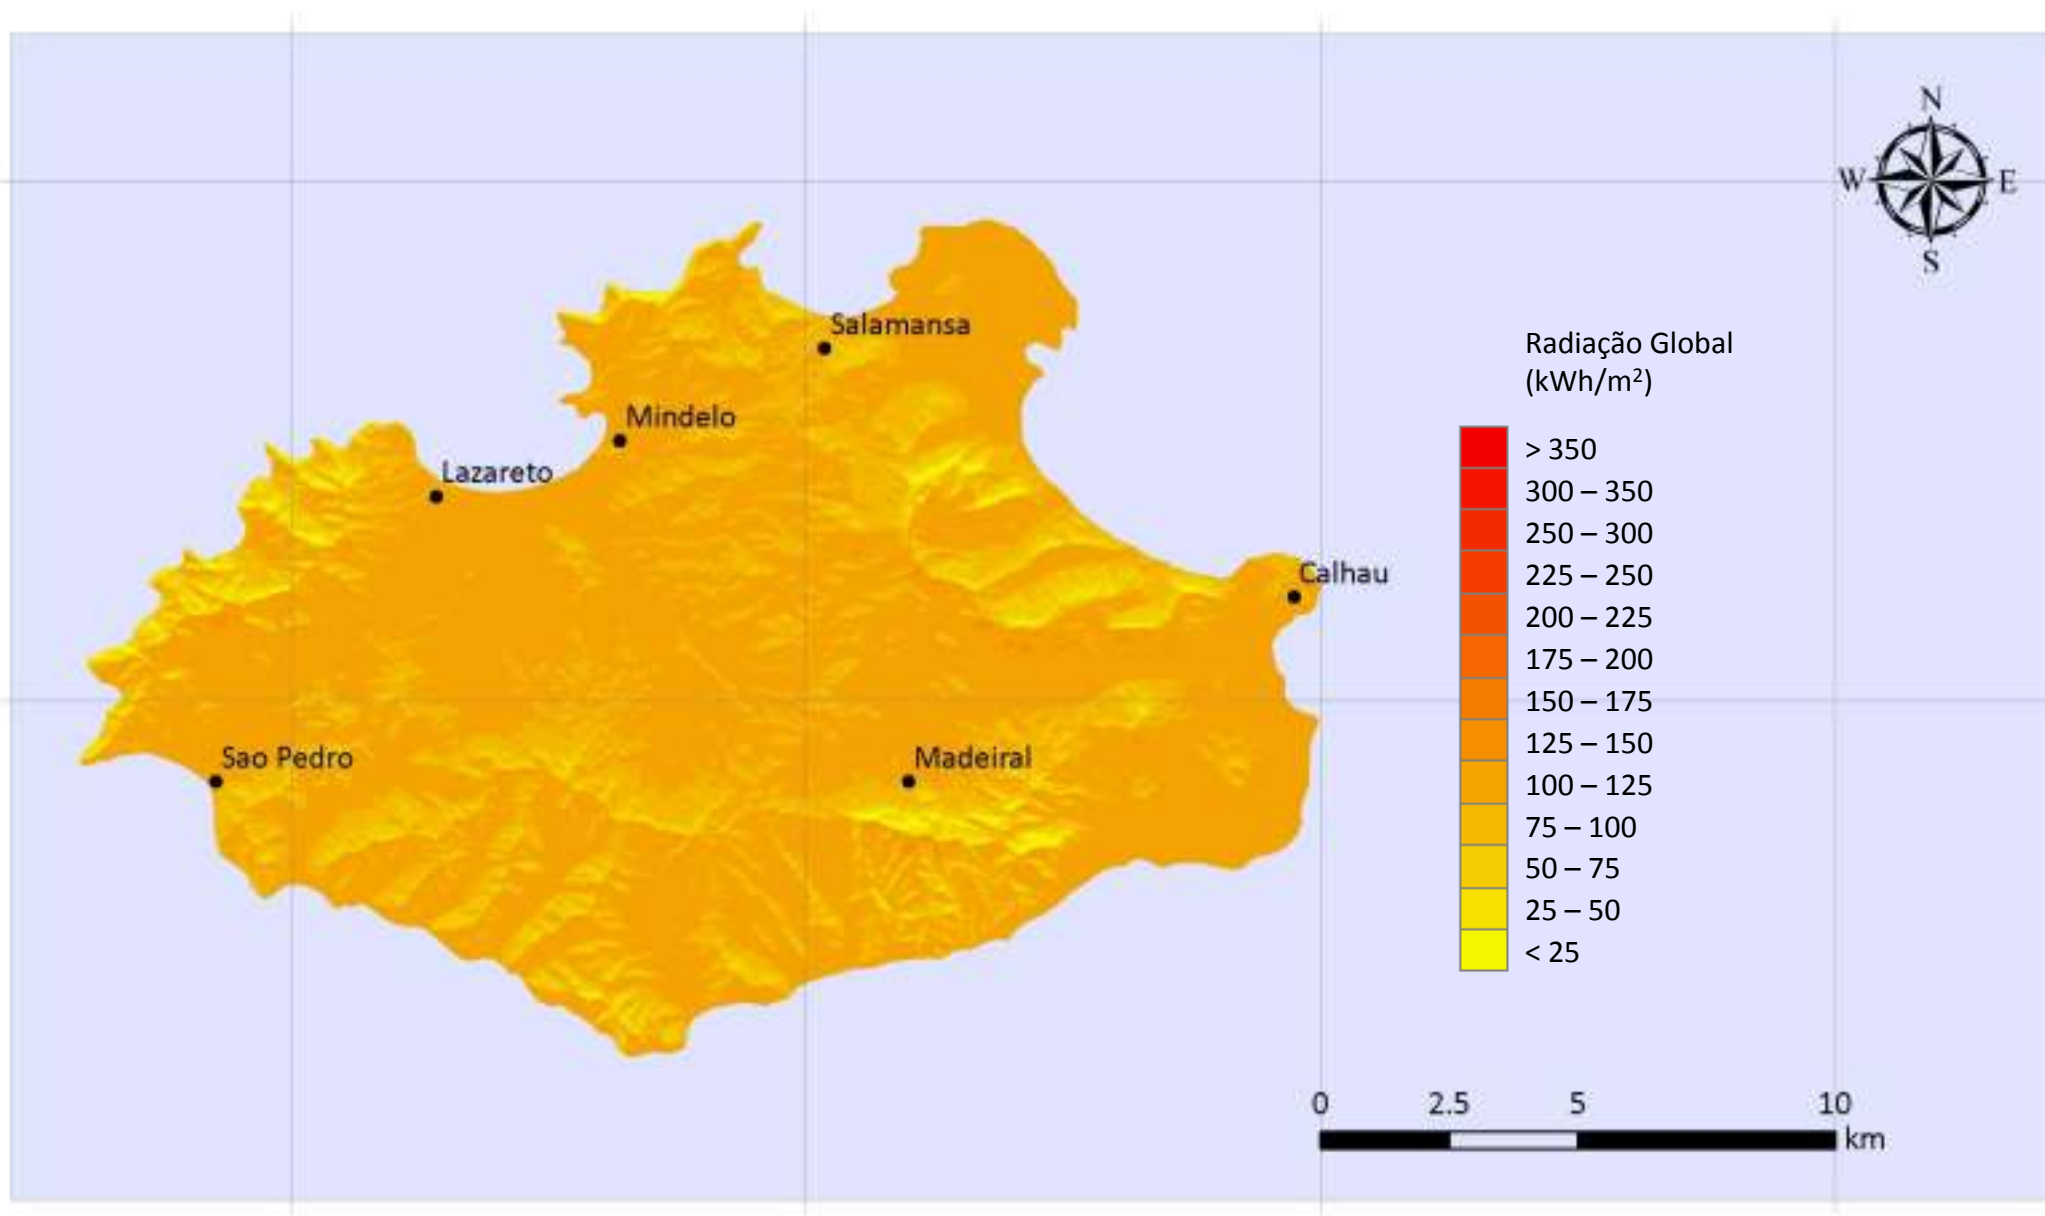 N
W
E
S
Salamansa
Mindelo
Lazareto
Calhau
Sao Pedro
Madeiral
Radiação Global
(kWh/m²)
> 350
300 – 350
250 – 300
225 – 250
200 – 225
175 – 200
150 – 175
125 – 150
100 – 125
75 – 100
50 – 75
25 – 50
< 25
0 2.5 5 10
km